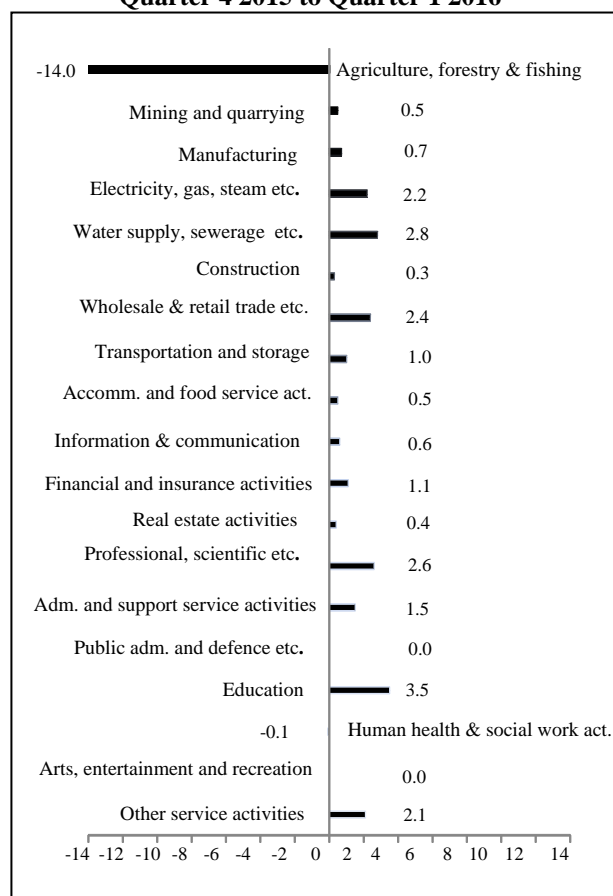 Quarter 4 2015 to Quarter 1 2016
-14.0 Agriculture, forestry & fishing
Mining and quarrying 0.5
Manufacturing 0.7
Electricity, gas, steam etc. 2.2
Water supply, sewerage etc. 2.8
Construction 0.3
Wholesale & retail trade etc. 2.4
Transportation and storage 1.0
Accomm. and food service act. 0.5
Information & communication 0.6
Financial and insurance activities 1.1
Real estate activities 0.4
Professional, scientific etc. 2.6
Adm. and support service activities 1.5
Public adm. and defence etc. 0.0
Education 3.5
-0.1 Human health & social work act.
Arts, entertainment and recreation 0.0
Other service activities 2.1
-14 -12 -10 -8 -6 -4 -2 0 2 4 6 8 10 12 14